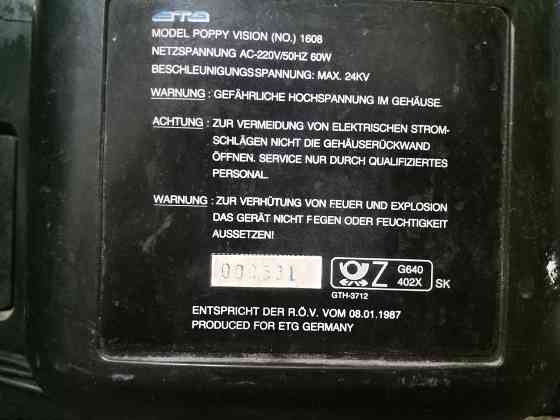 ETG
MODEL POPPY VISION (NO.) 1608
NETZSPANNUNG AC-220V/50HZ 60W
BESCHLEUNIGUNGSSPANNUNG: MAX. 24KV
WARNUNG : GEFÄHRLICHE HOCHSPANNUNG IM GEHÄUSE.
ACHTUNG : ZUR VERMEIDUNG VON ELEKTRISCHEN STROM-
SCHLÄGEN NICHT DIE GEHÄUSERÜCKWAND
ÖFFNEN. SERVICE NUR DURCH QUALIFIZIERTES
PERSONAL.
WARNUNG : ZUR VERHÜTUNG VON FEUER UND EXPLOSION
DAS GERÄT NICHT REGEN ODER FEUCHTIGKEIT
AUSSETZEN!
Z
G640
402X
SK
GTH-3712
ENTSPRICHT DER R.Ö.V. VOM 08.01.1987
PRODUCED FOR ETG GERMANY